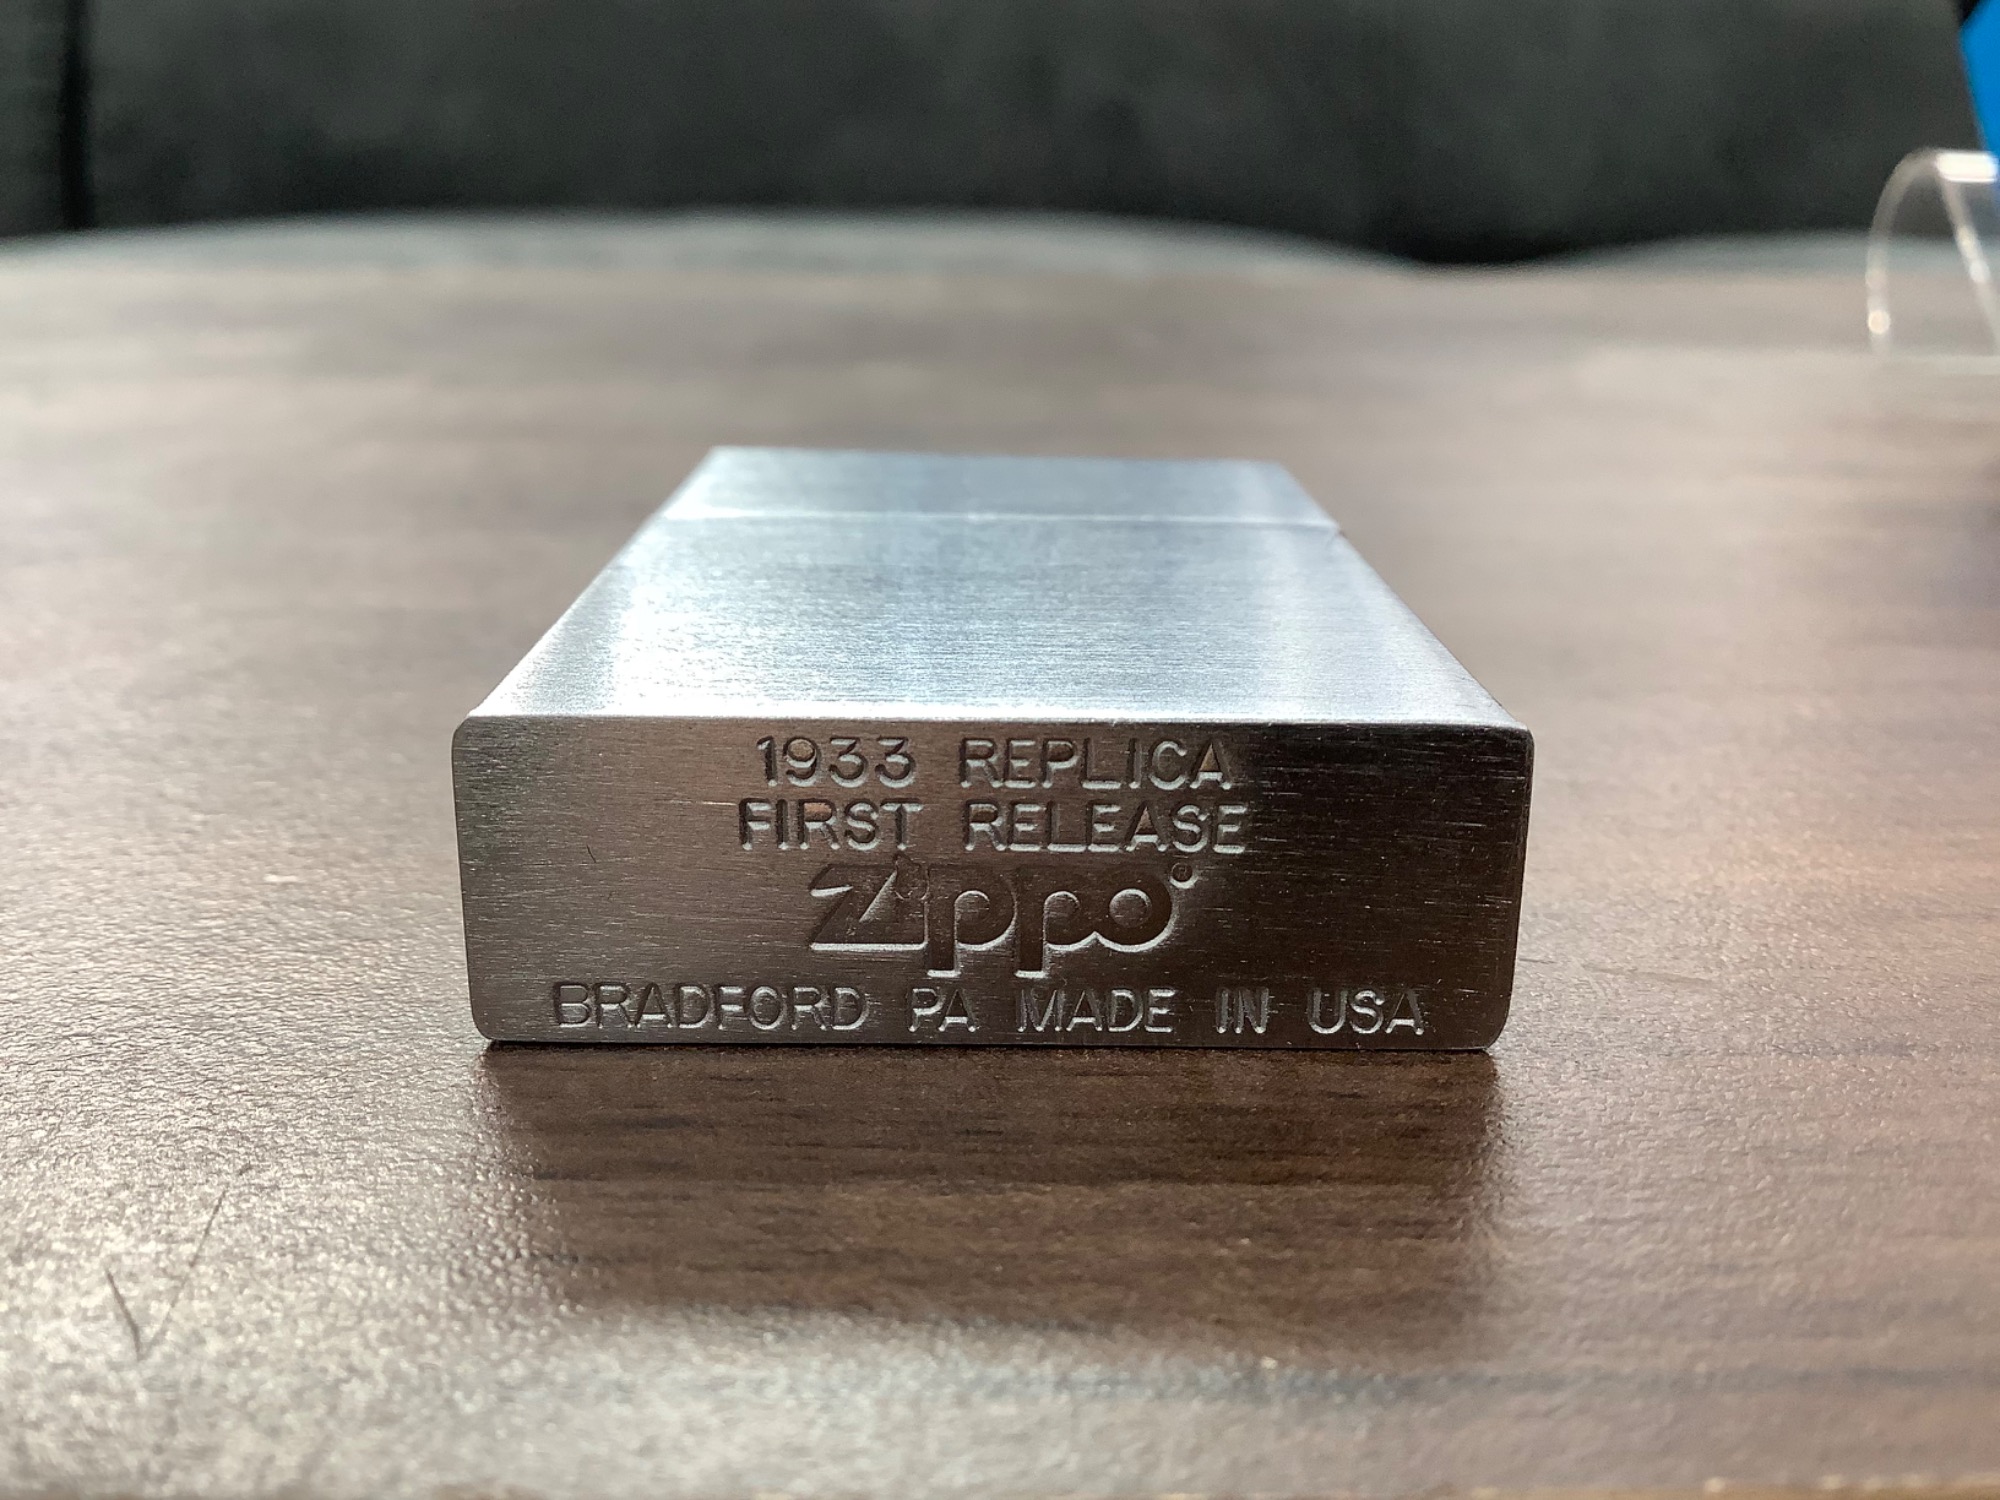 1933 REPLICA
FIRST RELEASE
Zippo®
BRADFORD PA MADE IN USA